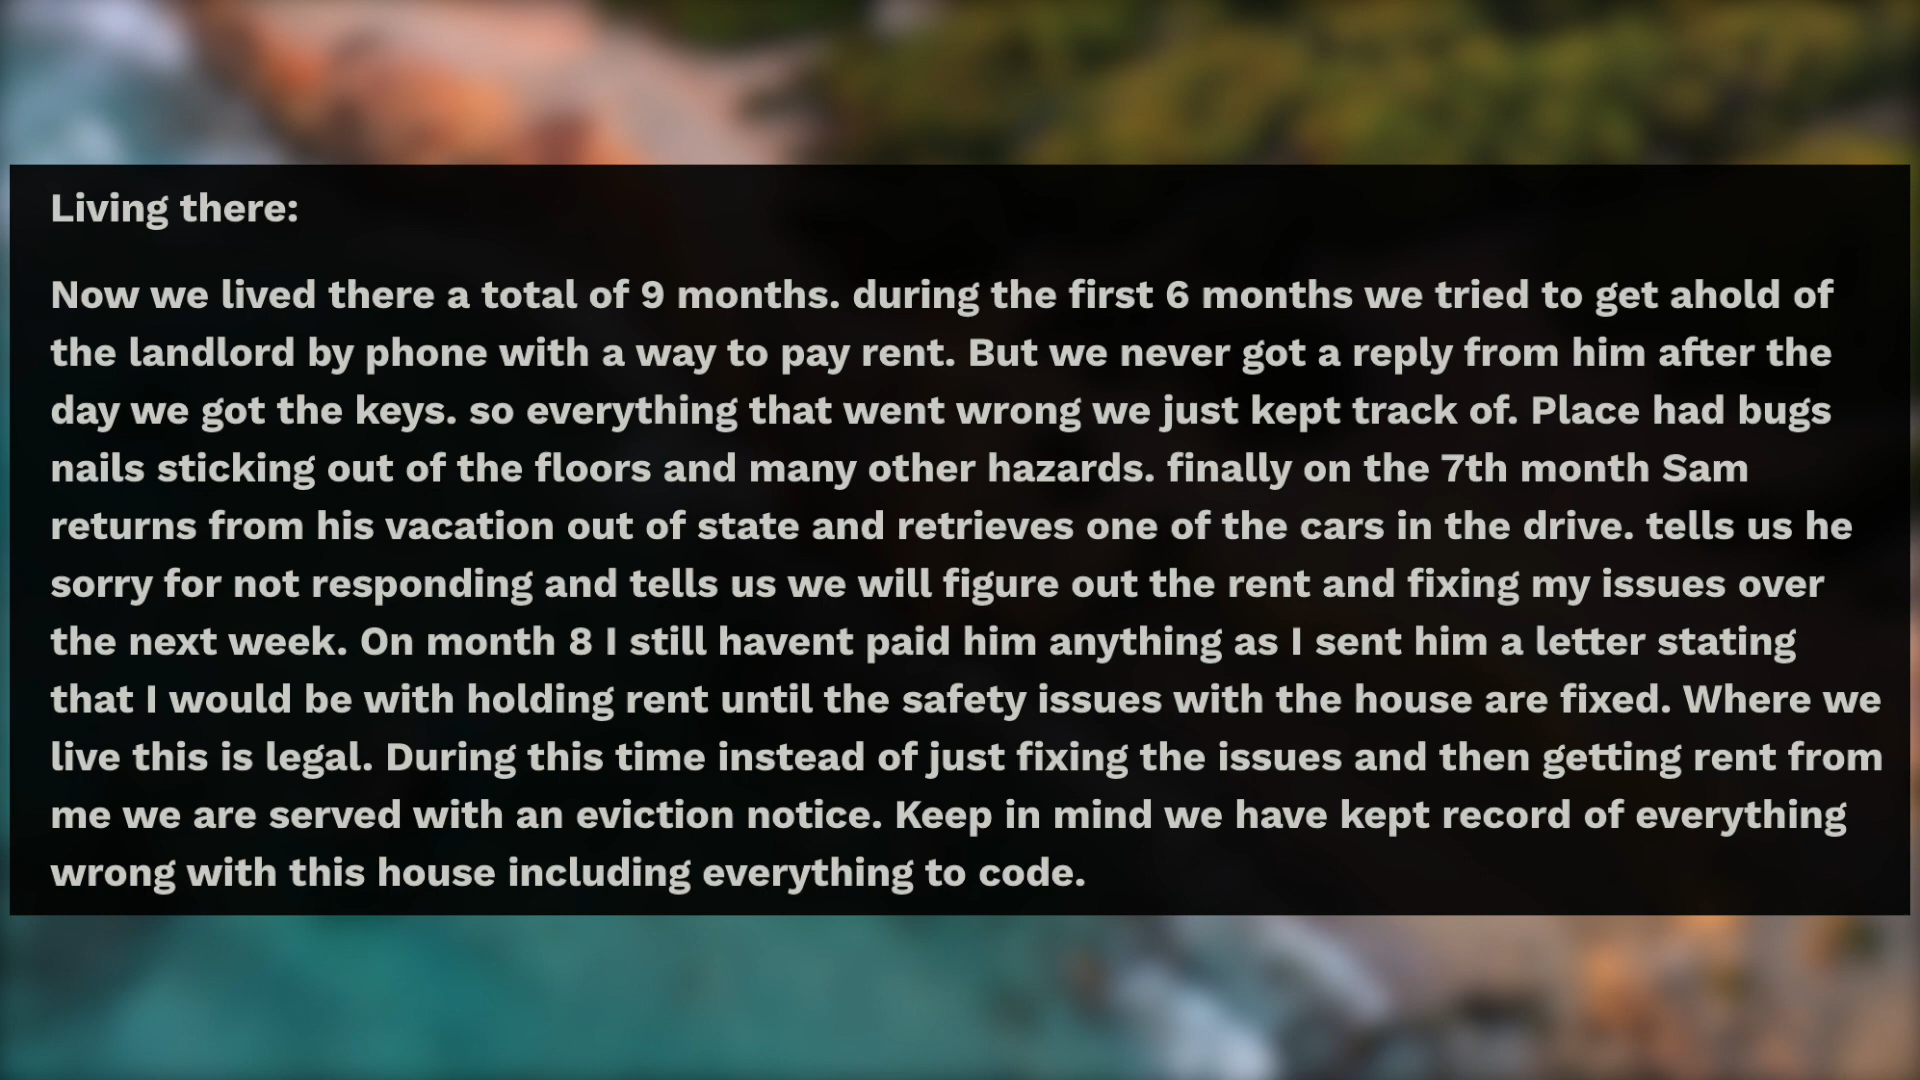 Living there:
Now we lived there a total of 9 months. during the first 6 months we tried to get ahold of
the landlord by phone with a way to pay rent. But we never got a reply from him after the
day we got the keys. so everything that went wrong we just kept track of. Place had bugs
nails sticking out of the floors and many other hazards. finally on the 7th month Sam
returns from his vacation out of state and retrieves one of the cars in the drive. tells us he
sorry for not responding and tells us we will figure out the rent and fixing my issues over
the next week. On month 8 I still havent paid him anything as I sent him a letter stating
that I would be with holding rent until the safety issues with the house are fixed. Where we
live this is legal. During this time instead of just fixing the issues and then getting rent from
me we are served with an eviction notice. Keep in mind we have kept record of everything
wrong with this house including everything to code.